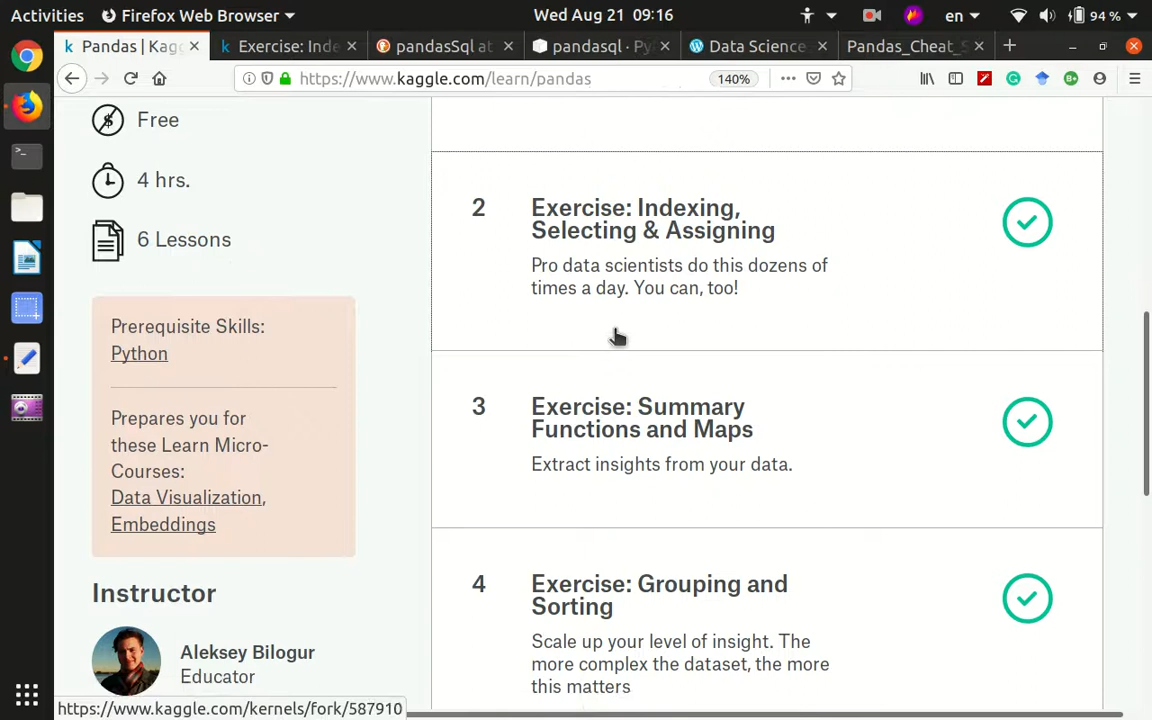 Activities
Firefox Web Browser
Wed Aug 21 09:16
en
94 %
Pandas | Kag
Exercise: Inde
pandasSql at
pandasql · Py
Data Science
Pandas_Cheat_S
https://www.kaggle.com/learn/pandas
140%
Free
4 hrs.
6 Lessons
Prerequisite Skills:
Python
Prepares you for
these Learn Micro-
Courses:
Data Visualization,
Embeddings
Instructor
Aleksey Bilogur
Educator
2
Exercise: Indexing,
Selecting & Assigning
Pro data scientists do this dozens of
times a day. You can, too!
3
Exercise: Summary
Functions and Maps
Extract insights from your data.
4
Exercise: Grouping and
Sorting
Scale up your level of insight. The
more complex the dataset, the more
this matters
https://www.kaggle.com/kernels/fork/587910